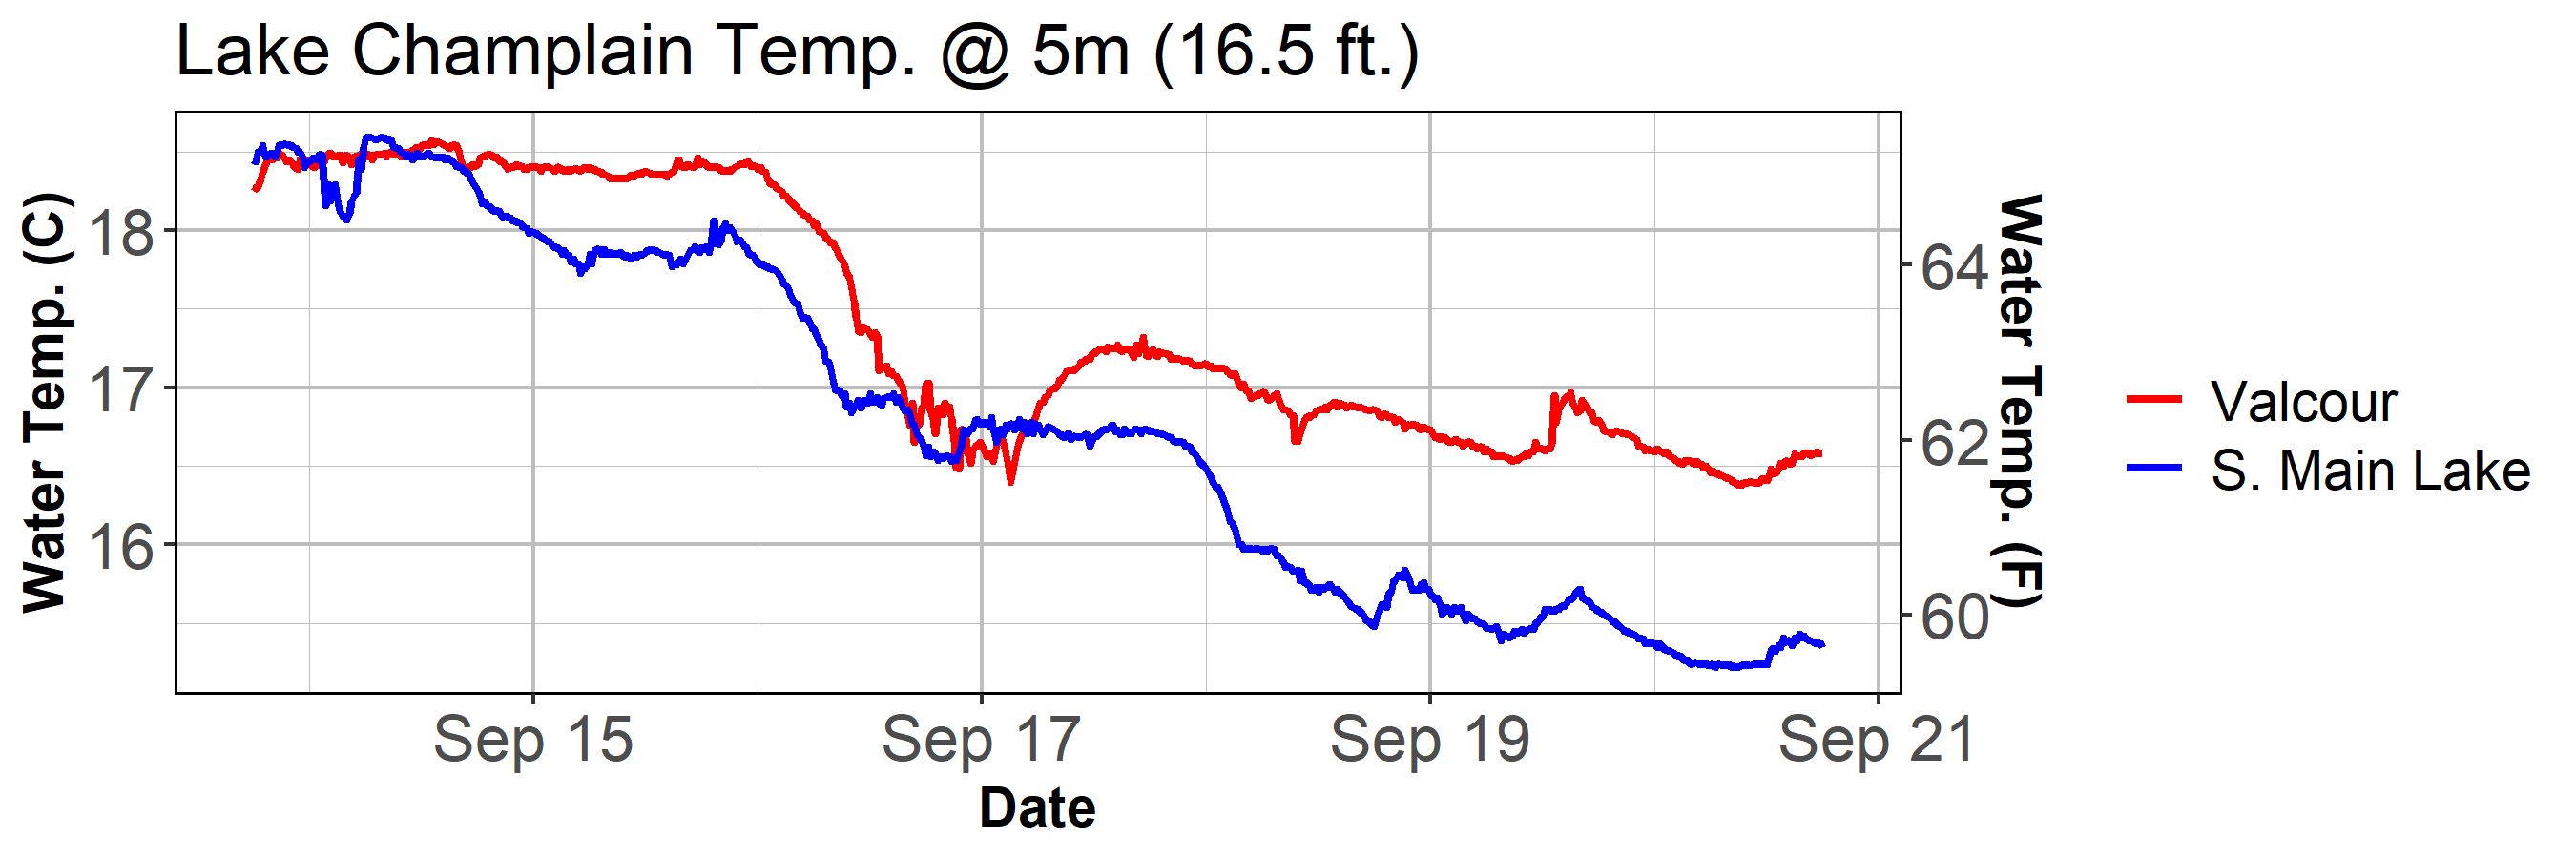 Lake Champlain Temp. @ 5m (16.5 ft.)
Water Temp. (C)
18
17
16
64
62
60
Water Temp. (F)
Sep 15
Sep 17
Sep 19
Sep 21
Date
Valcour
S. Main Lake